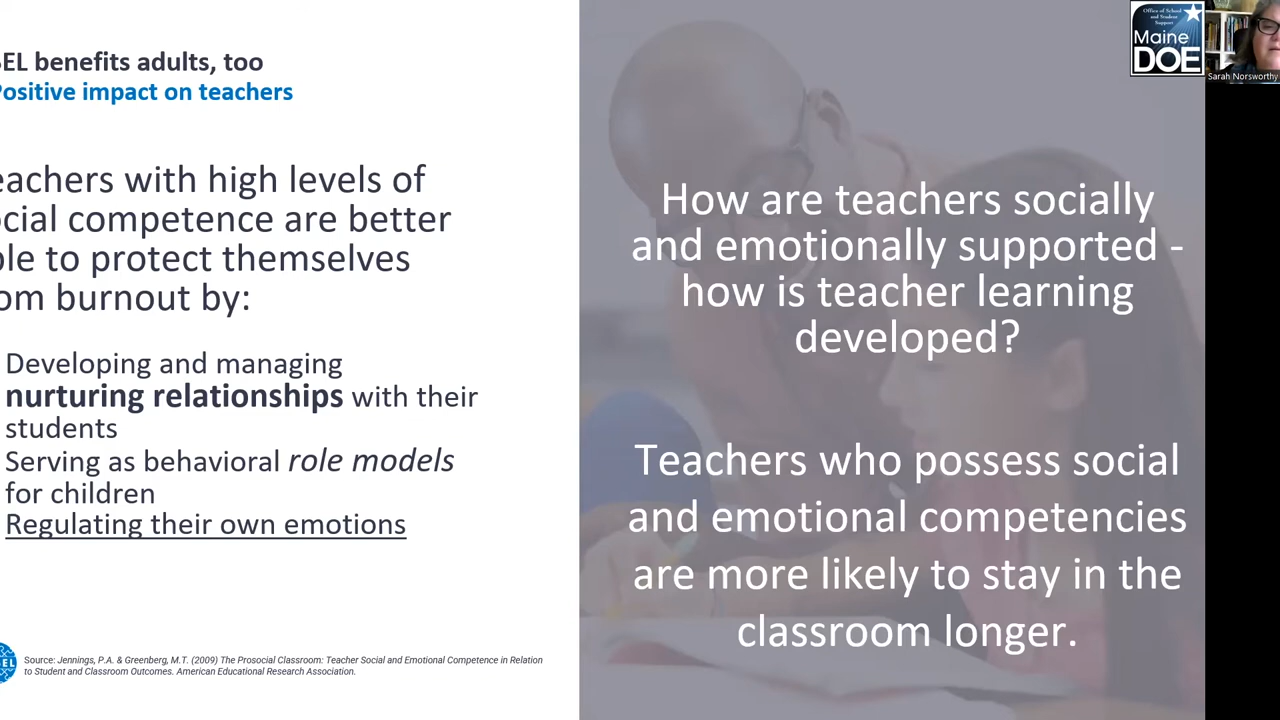 SEL benefits adults, too
Positive impact on teachers
eachers with high levels of
ocial competence are better
ble to protect themselves
om burnout by:
Developing and managing
nurturing relationships with their
students
Serving as behavioral role models
for children
Regulating their own emotions
SEL
Source: Jennings, P.A. & Greenberg, M.T. (2009) The Prosocial Classroom: Teacher Social and Emotional Competence in Relation
to Student and Classroom Outcomes. American Educational Research Association.
How are teachers socially
and emotionally supported -
how is teacher learning
developed?
Teachers who possess social
and emotional competencies
are more likely to stay in the
classroom longer.
Office of School
and Student
Support
Maine
DOE
Sarah Norsworthy